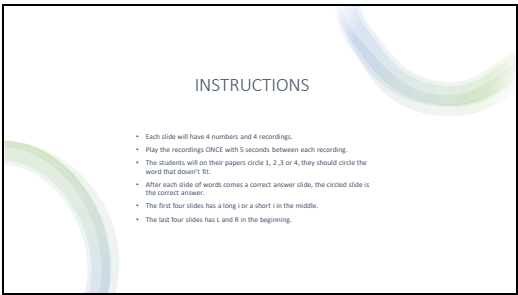 INSTRUCTIONS
• Each slide will have 4 numbers and 4 recordings.
• Play the recordings ONCE with 5 seconds between each recording.
• The students will on their papers circle 1, 2 ,3 or 4, they should circle the
word that dosen't fit.
• After each slide of words comes a correct answer slide, the circled slide is
the correct answer.
• The first four slides has a long i or a short i in the middle.
• The last four slides has L and R in the beginning.